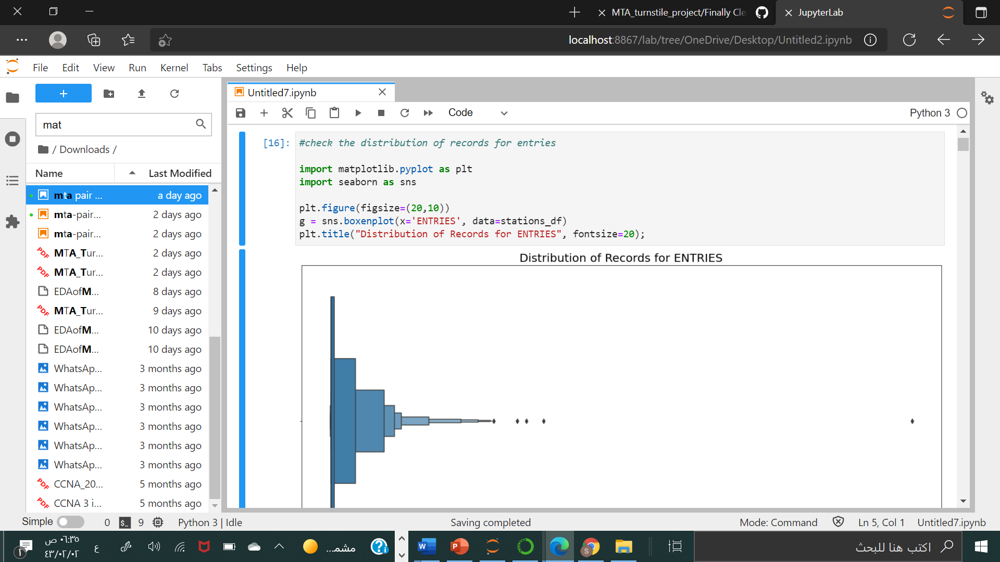 MTA_turnstile_project/Finally Cle
JupyterLab
localhost:8867/lab/tree/OneDrive/Desktop/Untitled2.ipynb
File Edit View Run Kernel Tabs Settings Help
mat
/ Downloads /
Name Last Modified
mta pair ... a day ago
mta-pair... 2 days ago
mta-pair... 2 days ago
MTA_Tur... 2 days ago
MTA_Tur... 2 days ago
EDAofM... 8 days ago
MTA_Tur... 9 days ago
EDAofM... 10 days ago
EDAofM... 10 days ago
WhatsAp... 3 months ago
WhatsAp... 3 months ago
WhatsAp... 3 months ago
WhatsAp... 3 months ago
WhatsAp... 3 months ago
WhatsAp... 3 months ago
CCNA_20... 5 months ago
CCNA 3 i... 5 months ago
Untitled7.ipynb
Code
Python 3
[16]: #check the distribution of records for entries
import matplotlib.pyplot as plt
import seaborn as sns
plt.figure(figsize=(20,10))
g = sns.boxenplot(x='ENTRIES', data=stations_df)
plt.title("Distribution of Records for ENTRIES", fontsize=20);
Distribution of Records for ENTRIES
Simple 0 $_ 9 Python 3 | Idle Saving completed Mode: Command Ln 5, Col 1 Untitled7.ipynb
١
٠٦:٣٥ ص
٤٣/٠٢/٠٢
ع
مشمـ...
W
P
S
اكتب هنا للبحث